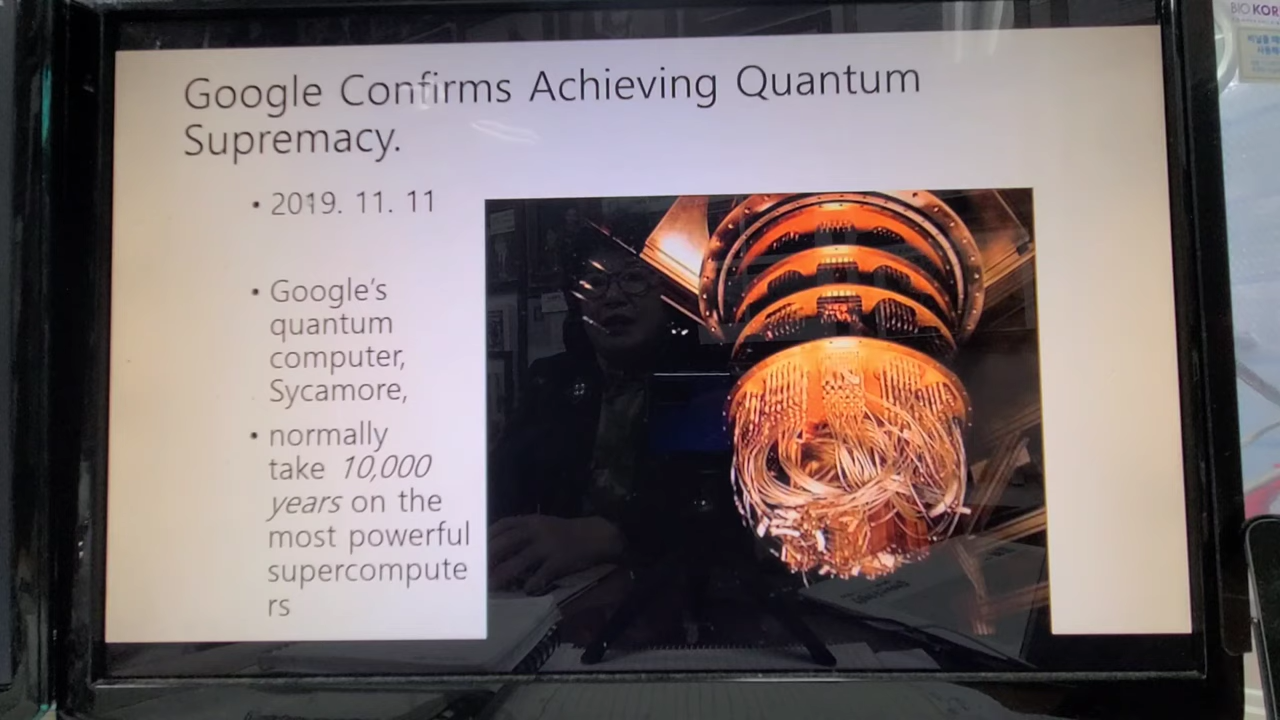 Google Confirms Achieving Quantum
Supremacy.
• 2019. 11. 11
• Google's
quantum
computer,
Sycamore,
• normally
take 10,000
years on the
most powerful
supercompute
rs
BIO KOR